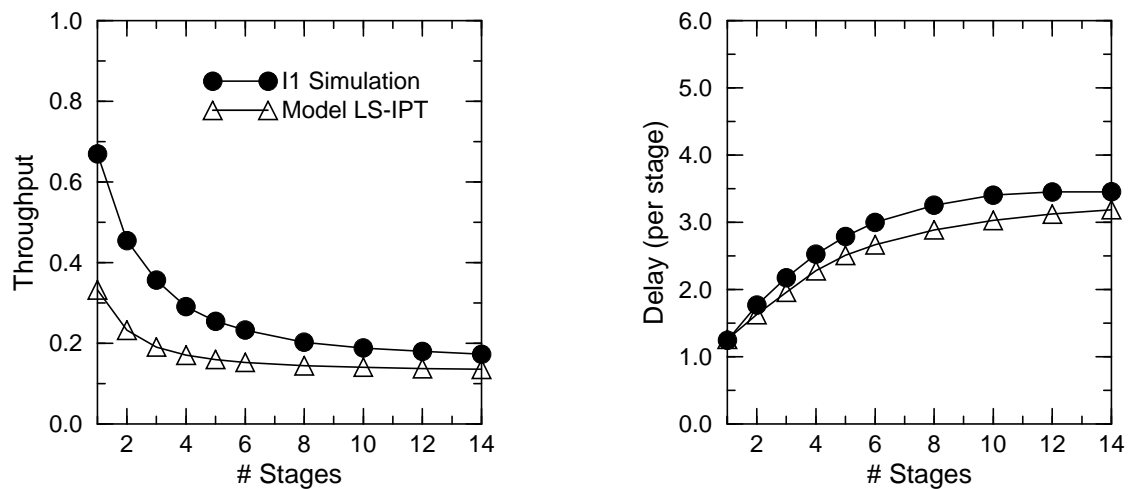 1.0
0.8
0.6
0.4
0.2
0.0
Throughput
I1 Simulation
Model LS-IPT
2 4 6 8 10 12 14
# Stages
6.0
5.0
4.0
3.0
2.0
1.0
0.0
Delay (per stage)
2 4 6 8 10 12 14
# Stages